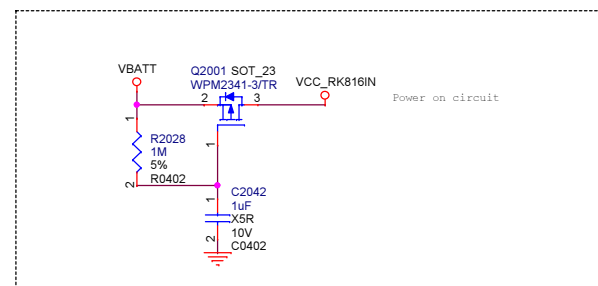 VBATT
Q2001 SOT_23
WPM2341-3/TR
VCC_RK816IN
2 3
Power on circuit
1
R2028
1M
5%
R0402
2
1
C2042
1
1uF
X5R
10V
2
C0402